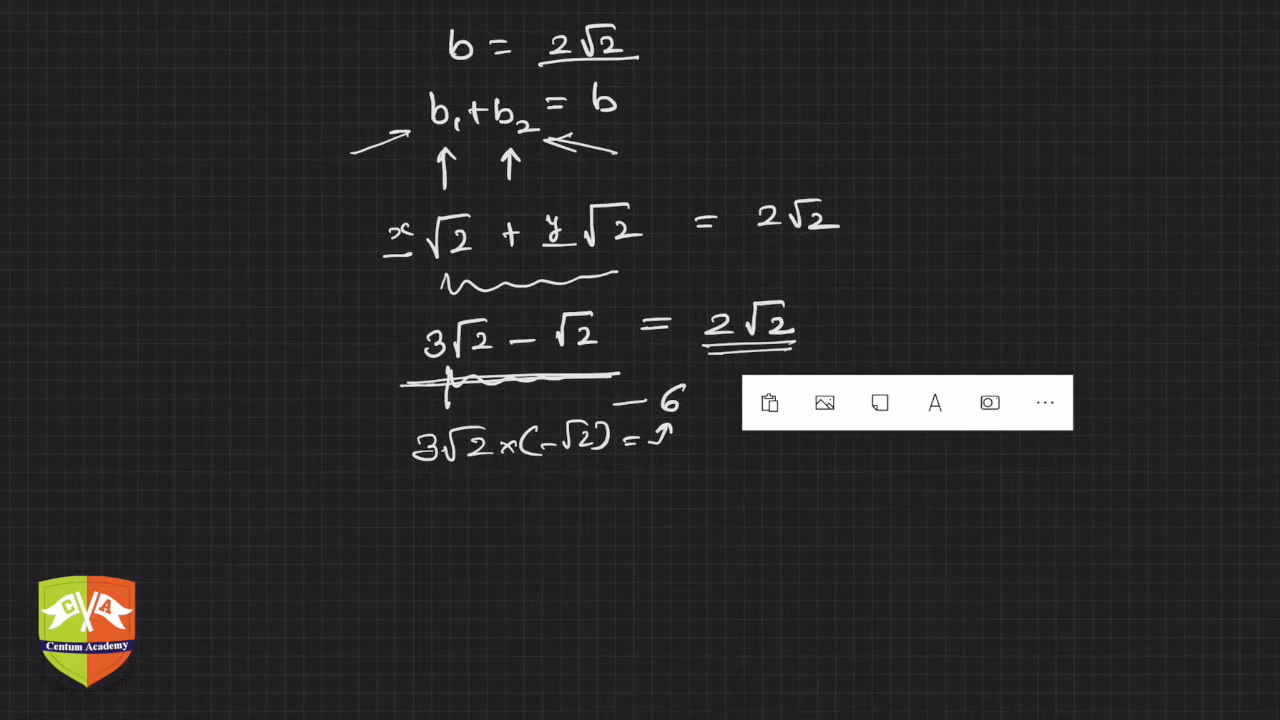 b = 2√2
b₁ + b₂ = b
x√2 + y√2 = 2√2
3√2 − √2 = 2√2
− 6
3√2 × (−√2) =
A
C A
Centum Academy